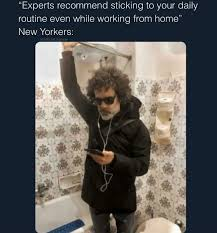 “Experts recommend sticking to your daily
routine even while working from home”
New Yorkers: